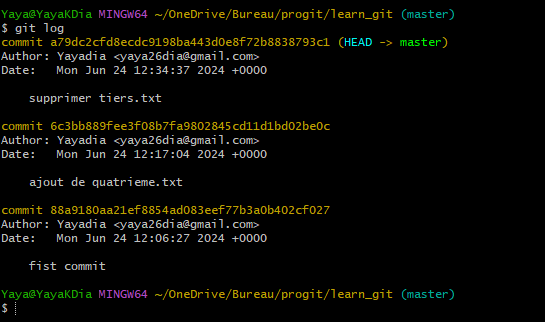 Yaya@YayaKDia MINGW64 ~/OneDrive/Bureau/progit/learn_git (master)
$ git log
commit a79dc2cfd8ecdc9198ba443d0e8f72b8838793c1 (HEAD -> master)
Author: Yayadia <yaya26dia@gmail.com>
Date:   Mon Jun 24 12:34:37 2024 +0000
supprimer tiers.txt
commit 6c3bb889fee3f08b7fa9802845cd11d1bd02be0c
Author: Yayadia <yaya26dia@gmail.com>
Date:   Mon Jun 24 12:17:04 2024 +0000
ajout de quatrieme.txt
commit 88a9180aa21ef8854ad083eef77b3a0b402cf027
Author: Yayadia <yaya26dia@gmail.com>
Date:   Mon Jun 24 12:06:27 2024 +0000
fist commit
Yaya@YayaKDia MINGW64 ~/OneDrive/Bureau/progit/learn_git (master)
$